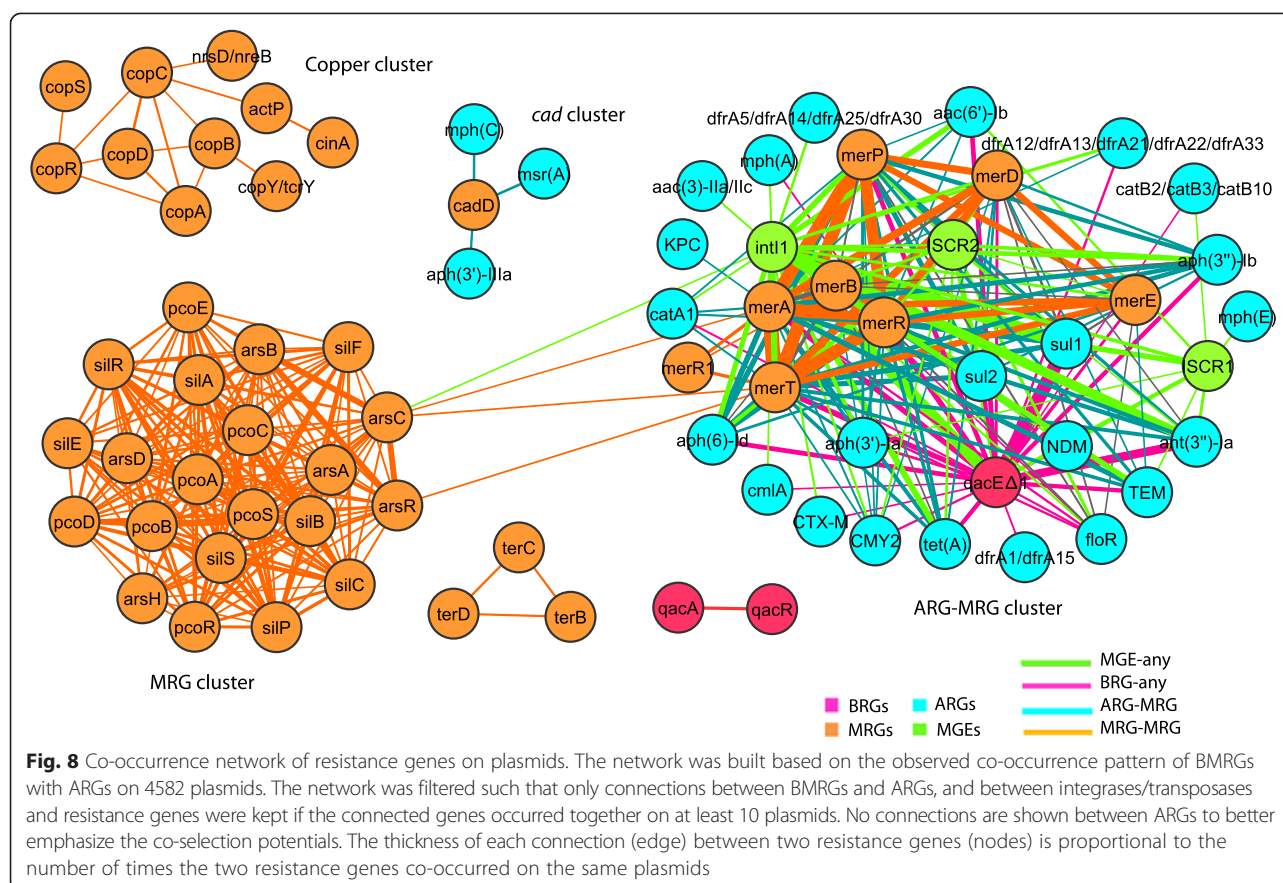 nrsD/nreB
copC
Copper cluster
copS
actP
cinA
copD
copB
copR
copY/tcrY
copA
cad cluster
mph(C)
msr(A)
cadD
aph(3')-IIIa
dfrA5/dfrA14/dfrA25/dfrA30
aac(6')-Ib
dfrA12/dfrA13/dfrA21/dfrA22/dfrA33
merP
mph(A)
merD
aac(3)-IIa/IIc
catB2/catB3/catB10
KPC
intI1
ISCR2
aph(3")-Ib
merB
merA
merE
catA1
merR
mph(E)
sul1
merR1
ISCR1
sul2
merT
aph(6)-Id
aph(3')-Ia
NDM
ant(3")-Ia
qacEΔ1
cmlA
TEM
CTX-M
CMY2
tet(A)
dfrA1/dfrA15
floR
ARG-MRG cluster
pcoE
arsB
silF
silR
silA
arsC
pcoC
silE
arsD
arsA
pcoA
arsR
pcoD
pcoB
pcoS
silB
silS
silC
arsH
pcoR
silP
MRG cluster
terC
terD
terB
qacA
qacR
MGE-any
BRG-any
ARG-MRG
MRG-MRG
BRGs
ARGs
MRGs
MGEs
Fig. 8 Co-occurrence network of resistance genes on plasmids. The network was built based on the observed co-occurrence pattern of BMRGs
with ARGs on 4582 plasmids. The network was filtered such that only connections between BMRGs and ARGs, and between integrases/transposases
and resistance genes were kept if the connected genes occurred together on at least 10 plasmids. No connections are shown between ARGs to better
emphasize the co-selection potentials. The thickness of each connection (edge) between two resistance genes (nodes) is proportional to the
number of times the two resistance genes co-occurred on the same plasmids